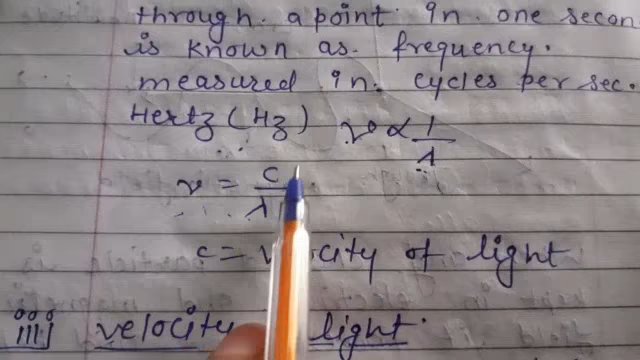 through. a point. in. one secon
is known as. frequency.
measured in. cycles per sec.
Hertz (Hz) ν ∝ 1/λ
ν = c/λ
c = city of light
iii] velocity light.